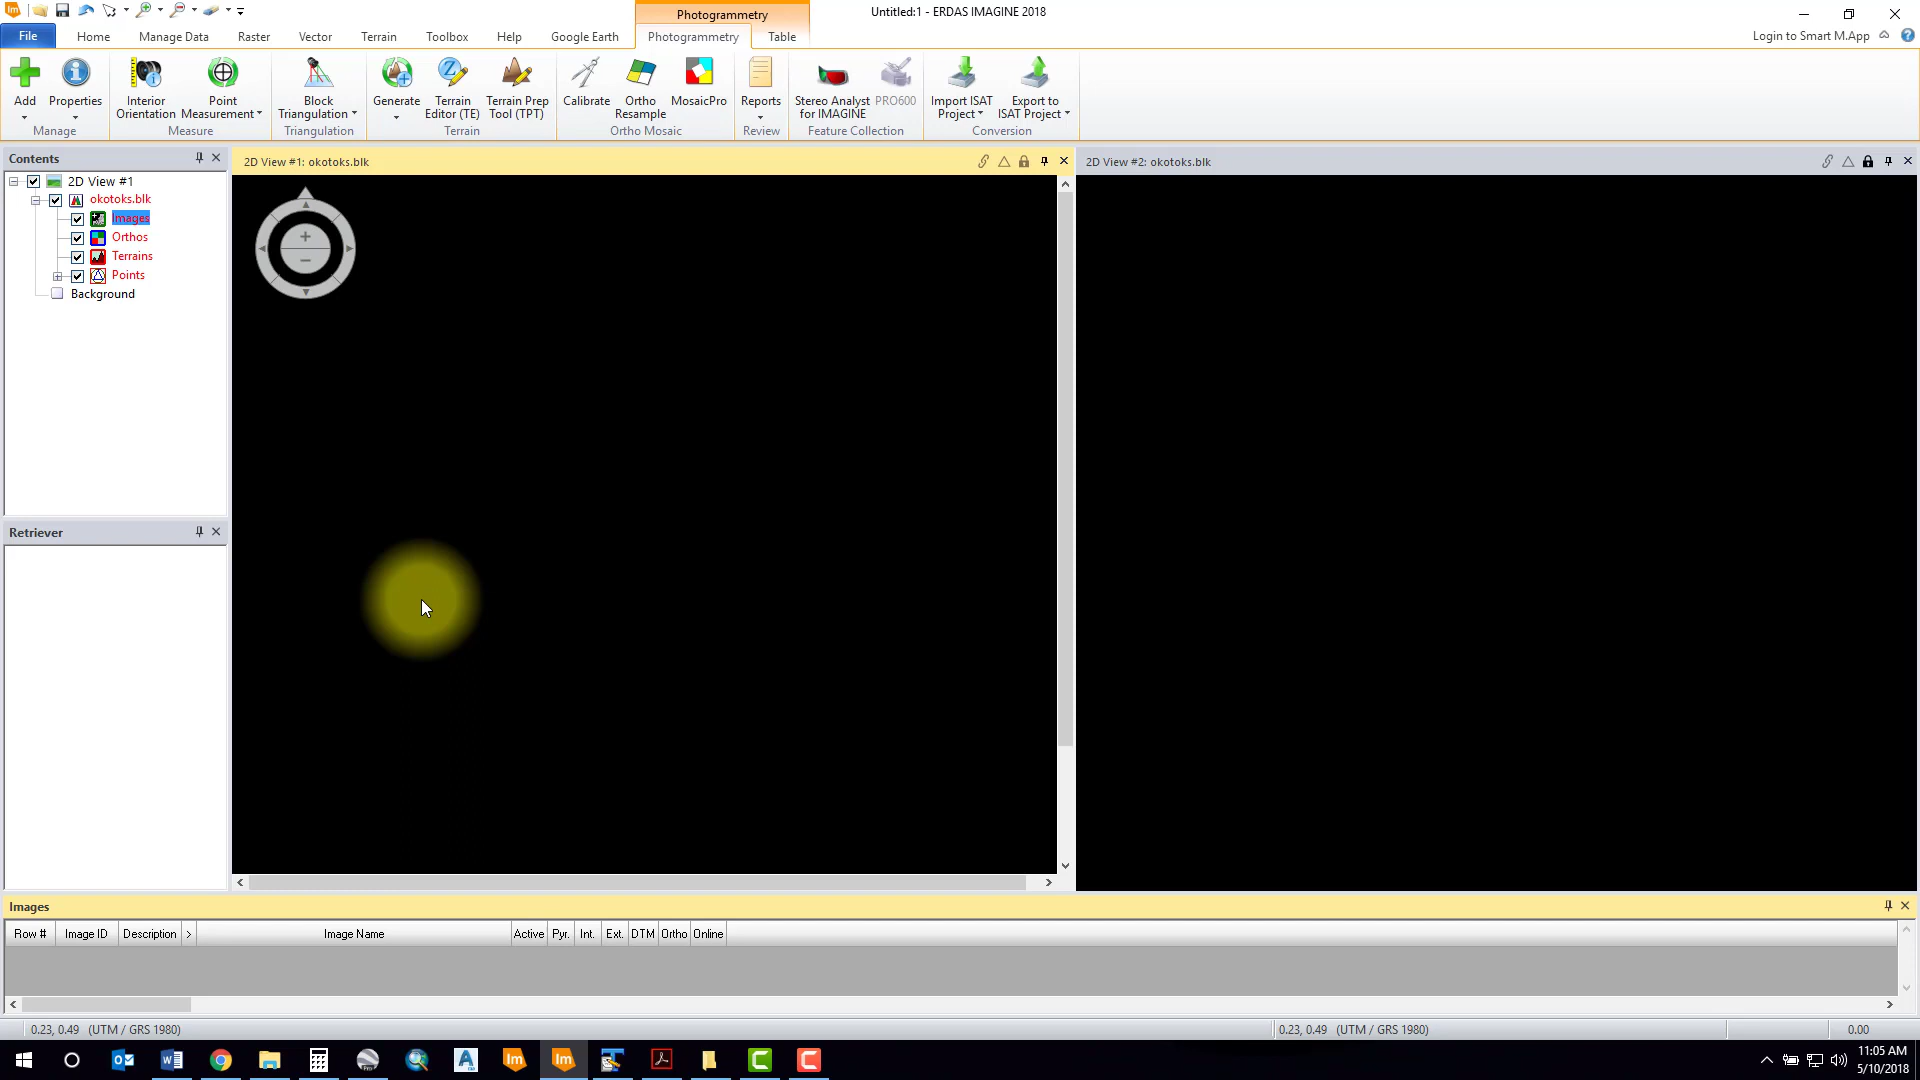 Photogrammetry
Untitled:1 - ERDAS IMAGINE 2018
File Home Manage Data Raster Vector Terrain Toolbox Help Google Earth Photogrammetry Table
Login to Smart M.App
Add
Properties
Manage
Interior
Orientation
Point
Measurement
Measure
Block
Triangulation
Triangulation
Generate
Terrain
Editor (TE)
Terrain Prep
Tool (TPT)
Terrain
Calibrate
Ortho
Resample
MosaicPro
Ortho Mosaic
Reports
Review
Stereo Analyst
for IMAGINE
PRO600
Feature Collection
Import ISAT
Project
Export to
ISAT Project
Conversion
Contents
2D View #1
okotoks.blk
Images
Orthos
Terrains
Points
Background
Retriever
2D View #1: okotoks.blk
2D View #2: okotoks.blk
Images
Row # Image ID Description > Image Name Active Pyr. Int. Ext. DTM Ortho Online
0.23, 0.49 (UTM / GRS 1980)
0.23, 0.49 (UTM / GRS 1980)
0.00
11:05 AM
5/10/2018